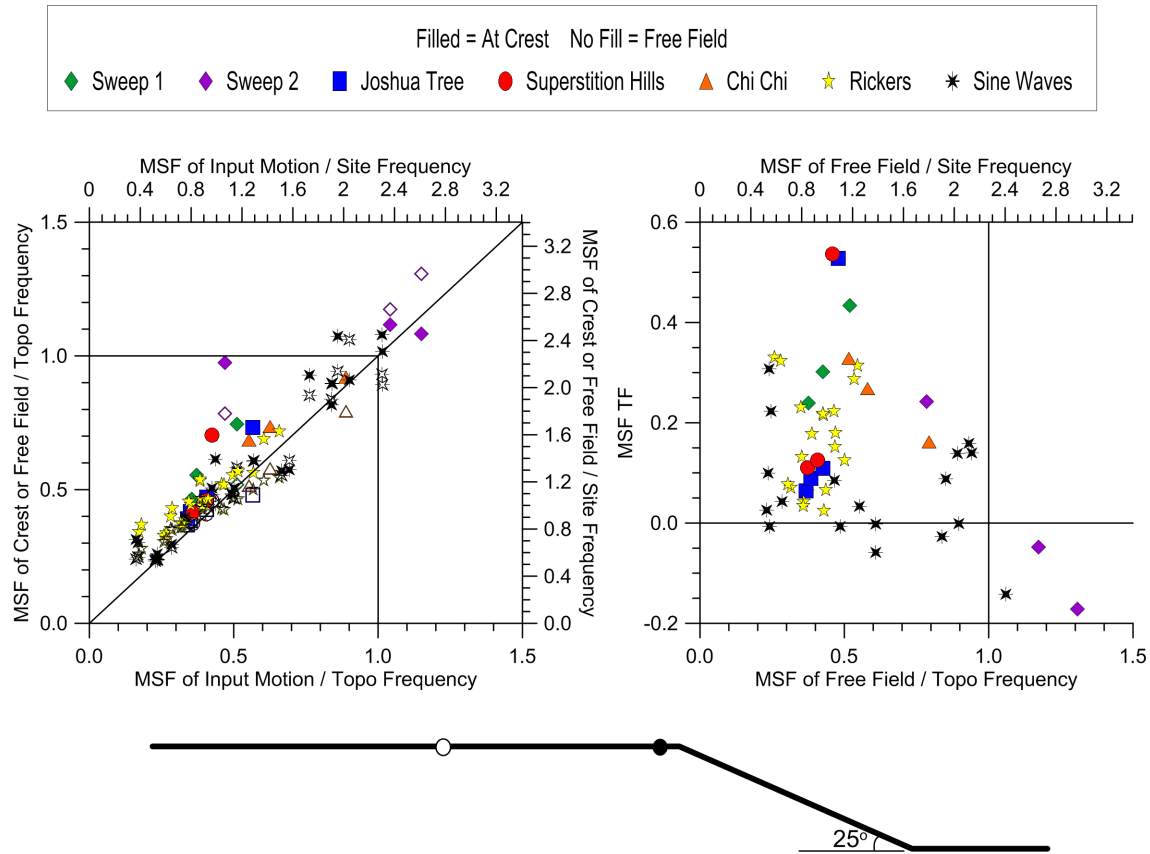 Filled = At Crest No Fill = Free Field
Sweep 1 Sweep 2 Joshua Tree Superstition Hills Chi Chi Rickers Sine Waves
MSF of Input Motion / Site Frequency
0 0.4 0.8 1.2 1.6 2 2.4 2.8 3.2
MSF of Crest or Free Field / Topo Frequency
1.5
1.0
0.5
0.0
3.2
2.8
2.4
2.0
1.6
1.2
0.8
0.4
0.0
MSF of Crest or Free Field / Site Frequency
0.0 0.5 1.0 1.5
MSF of Input Motion / Topo Frequency
MSF of Free Field / Site Frequency
0 0.4 0.8 1.2 1.6 2 2.4 2.8 3.2
MSF TF
0.6
0.4
0.2
0.0
-0.2
0.0 0.5 1.0 1.5
MSF of Free Field / Topo Frequency
25°